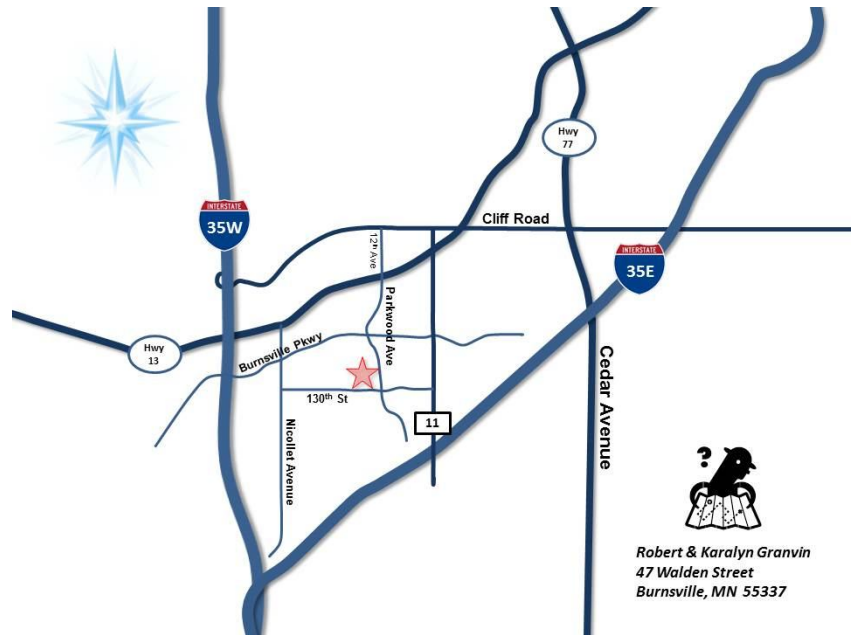 Hwy
77
INTERSTATE
35W
Cliff Road
12th Ave
INTERSTATE
35E
Hwy
13
Burnsville Pkwy
Parkwood Ave
Cedar Avenue
130th St
11
Nicollet Avenue
?
Robert & Karalyn Granvin
47 Walden Street
Burnsville, MN 55337